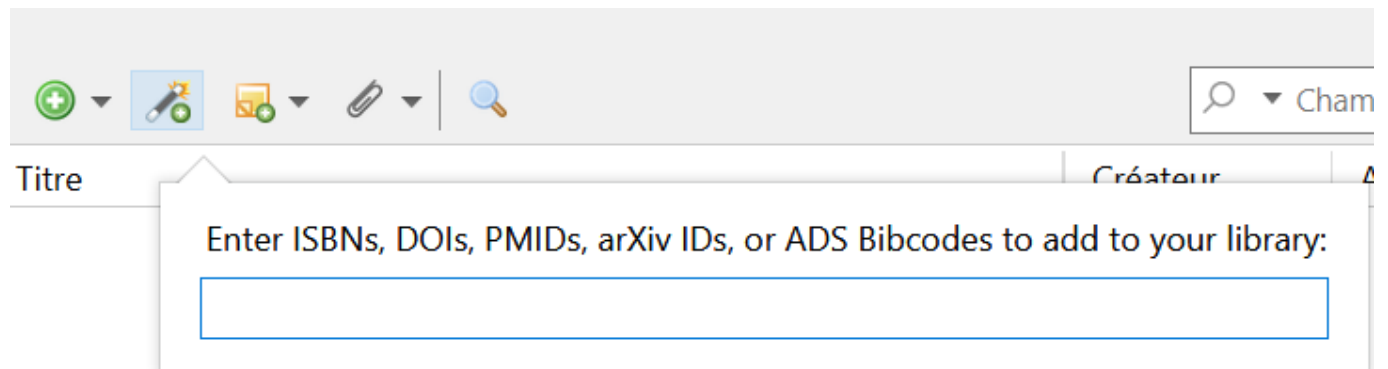 Cham
Titre
Créateur
Enter ISBNs, DOIs, PMIDs, arXiv IDs, or ADS Bibcodes to add to your library: